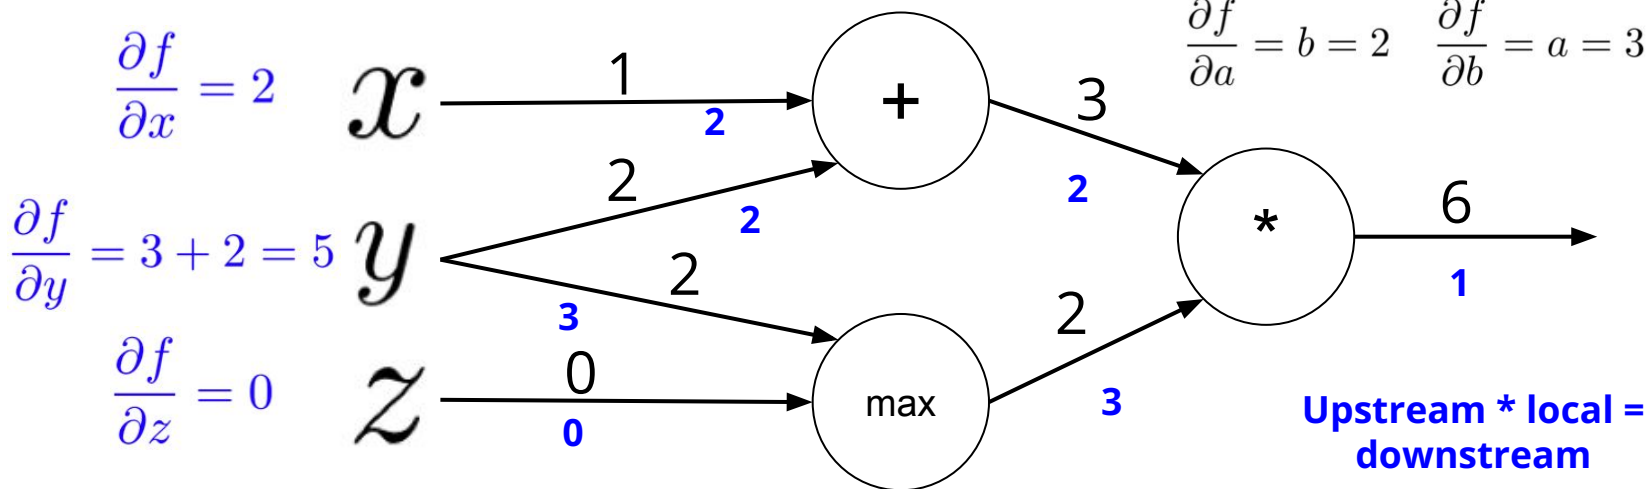 ∂f/∂a = b = 2 ∂f/∂b = a = 3
∂f/∂x = 2 x 1 2 + 3 2
∂f/∂y = 3 + 2 = 5 y 2 2 2 3 * 6 1
∂f/∂z = 0 z 0 0 max 2 3
Upstream * local =
downstream